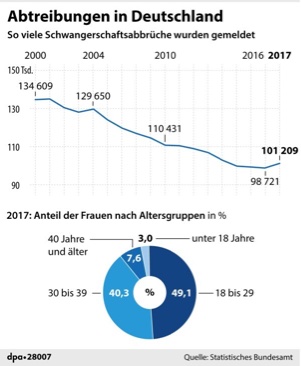 Abtreibungen in Deutschland
So viele Schwangerschaftsabbrüche wurden gemeldet
2000 2004 2010 2016 2017
150 Tsd.
134 609
129 650
130
110 431
110
101 209
98 721
90
2017: Anteil der Frauen nach Altersgruppen in %
40 Jahre und älter
3,0
unter 18 Jahre
7,6
30 bis 39
40,3
%
49,1
18 bis 29
dpa•28007
Quelle: Statistisches Bundesamt